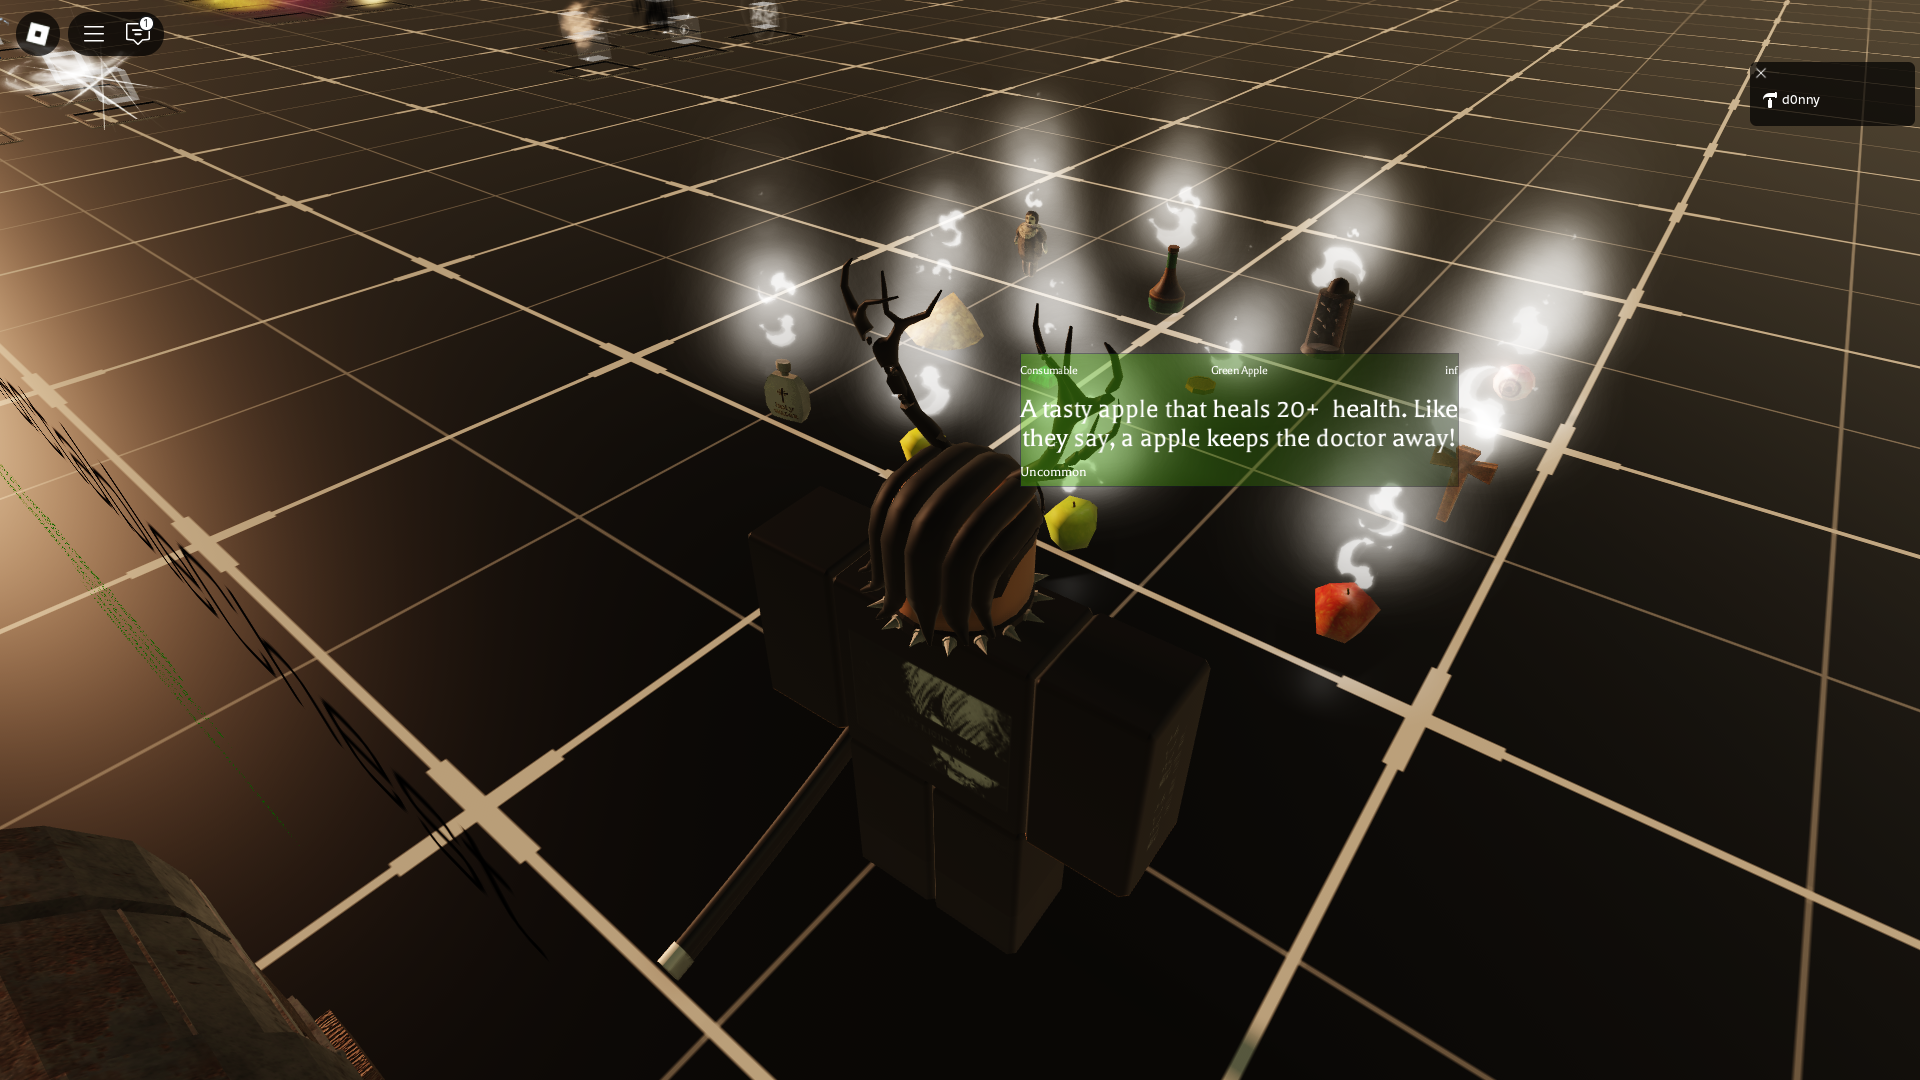 1
d0nny
Consumable
Green Apple
inf
A tasty apple that heals 20+  health. Like
they say, a apple keeps the doctor away!
Uncommon